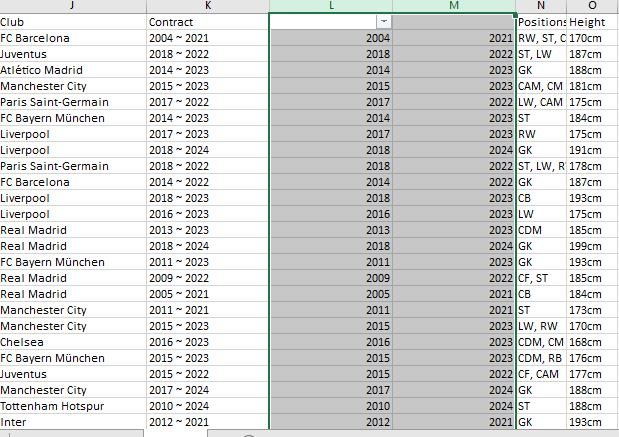 J K L M N O
Club Contract Positions Height
FC Barcelona 2004 ~ 2021 2004 2021 RW, ST, C 170cm
Juventus 2018 ~ 2022 2018 2022 ST, LW 187cm
Atlético Madrid 2014 ~ 2023 2014 2023 GK 188cm
Manchester City 2015 ~ 2023 2015 2023 CAM, CM 181cm
Paris Saint-Germain 2017 ~ 2022 2017 2022 LW, CAM 175cm
FC Bayern München 2014 ~ 2023 2014 2023 ST 184cm
Liverpool 2017 ~ 2023 2017 2023 RW 175cm
Liverpool 2018 ~ 2024 2018 2024 GK 191cm
Paris Saint-Germain 2018 ~ 2022 2018 2022 ST, LW, R 178cm
FC Barcelona 2014 ~ 2022 2014 2022 GK 187cm
Liverpool 2018 ~ 2023 2018 2023 CB 193cm
Liverpool 2016 ~ 2023 2016 2023 LW 175cm
Real Madrid 2013 ~ 2023 2013 2023 CDM 185cm
Real Madrid 2018 ~ 2024 2018 2024 GK 199cm
FC Bayern München 2011 ~ 2023 2011 2023 GK 193cm
Real Madrid 2009 ~ 2022 2009 2022 CF, ST 185cm
Real Madrid 2005 ~ 2021 2005 2021 CB 184cm
Manchester City 2011 ~ 2021 2011 2021 ST 173cm
Manchester City 2015 ~ 2023 2015 2023 LW, RW 170cm
Chelsea 2016 ~ 2023 2016 2023 CDM, CM 168cm
FC Bayern München 2015 ~ 2023 2015 2023 CDM, RB 176cm
Juventus 2015 ~ 2022 2015 2022 CF, CAM 177cm
Manchester City 2017 ~ 2024 2017 2024 GK 188cm
Tottenham Hotspur 2010 ~ 2024 2010 2024 ST 188cm
Inter 2012 ~ 2021 2012 2021 GK 193cm